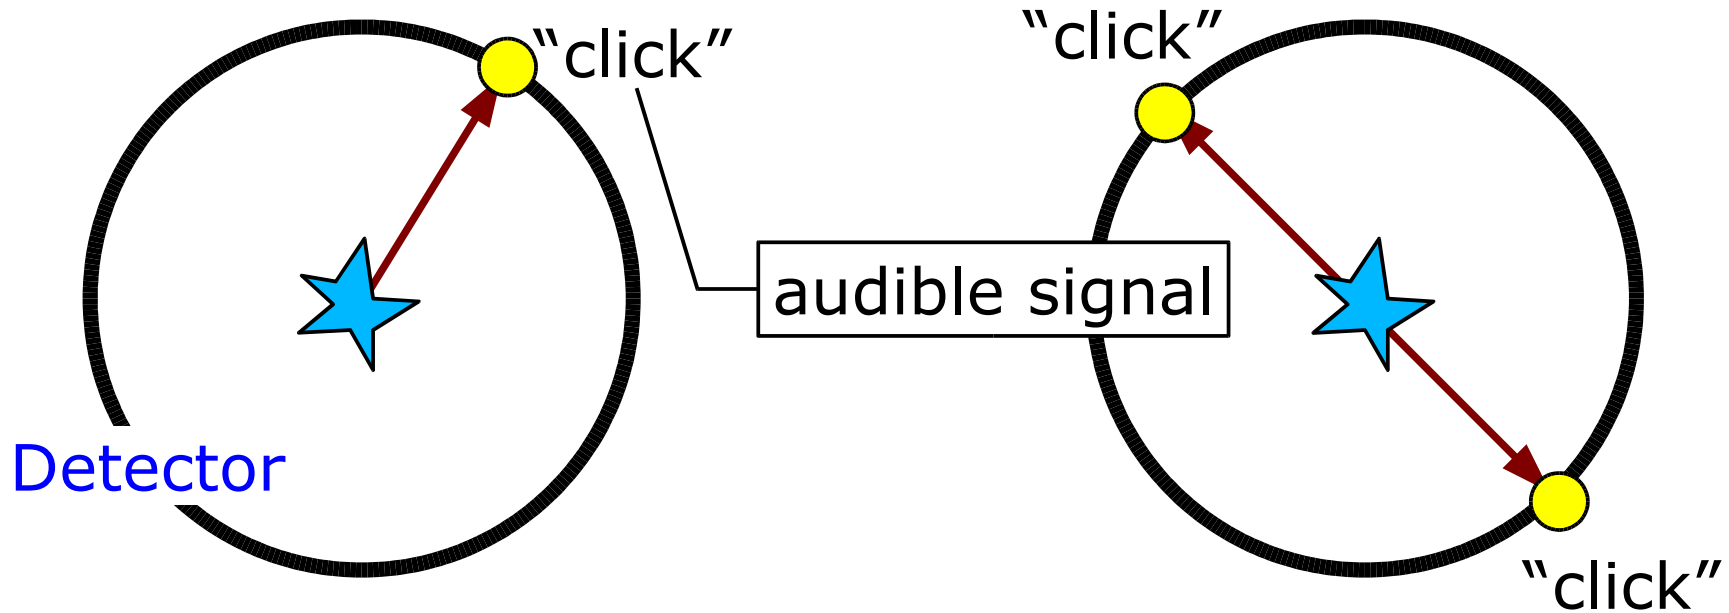 “click”
“click”
audible signal
Detector
“click”